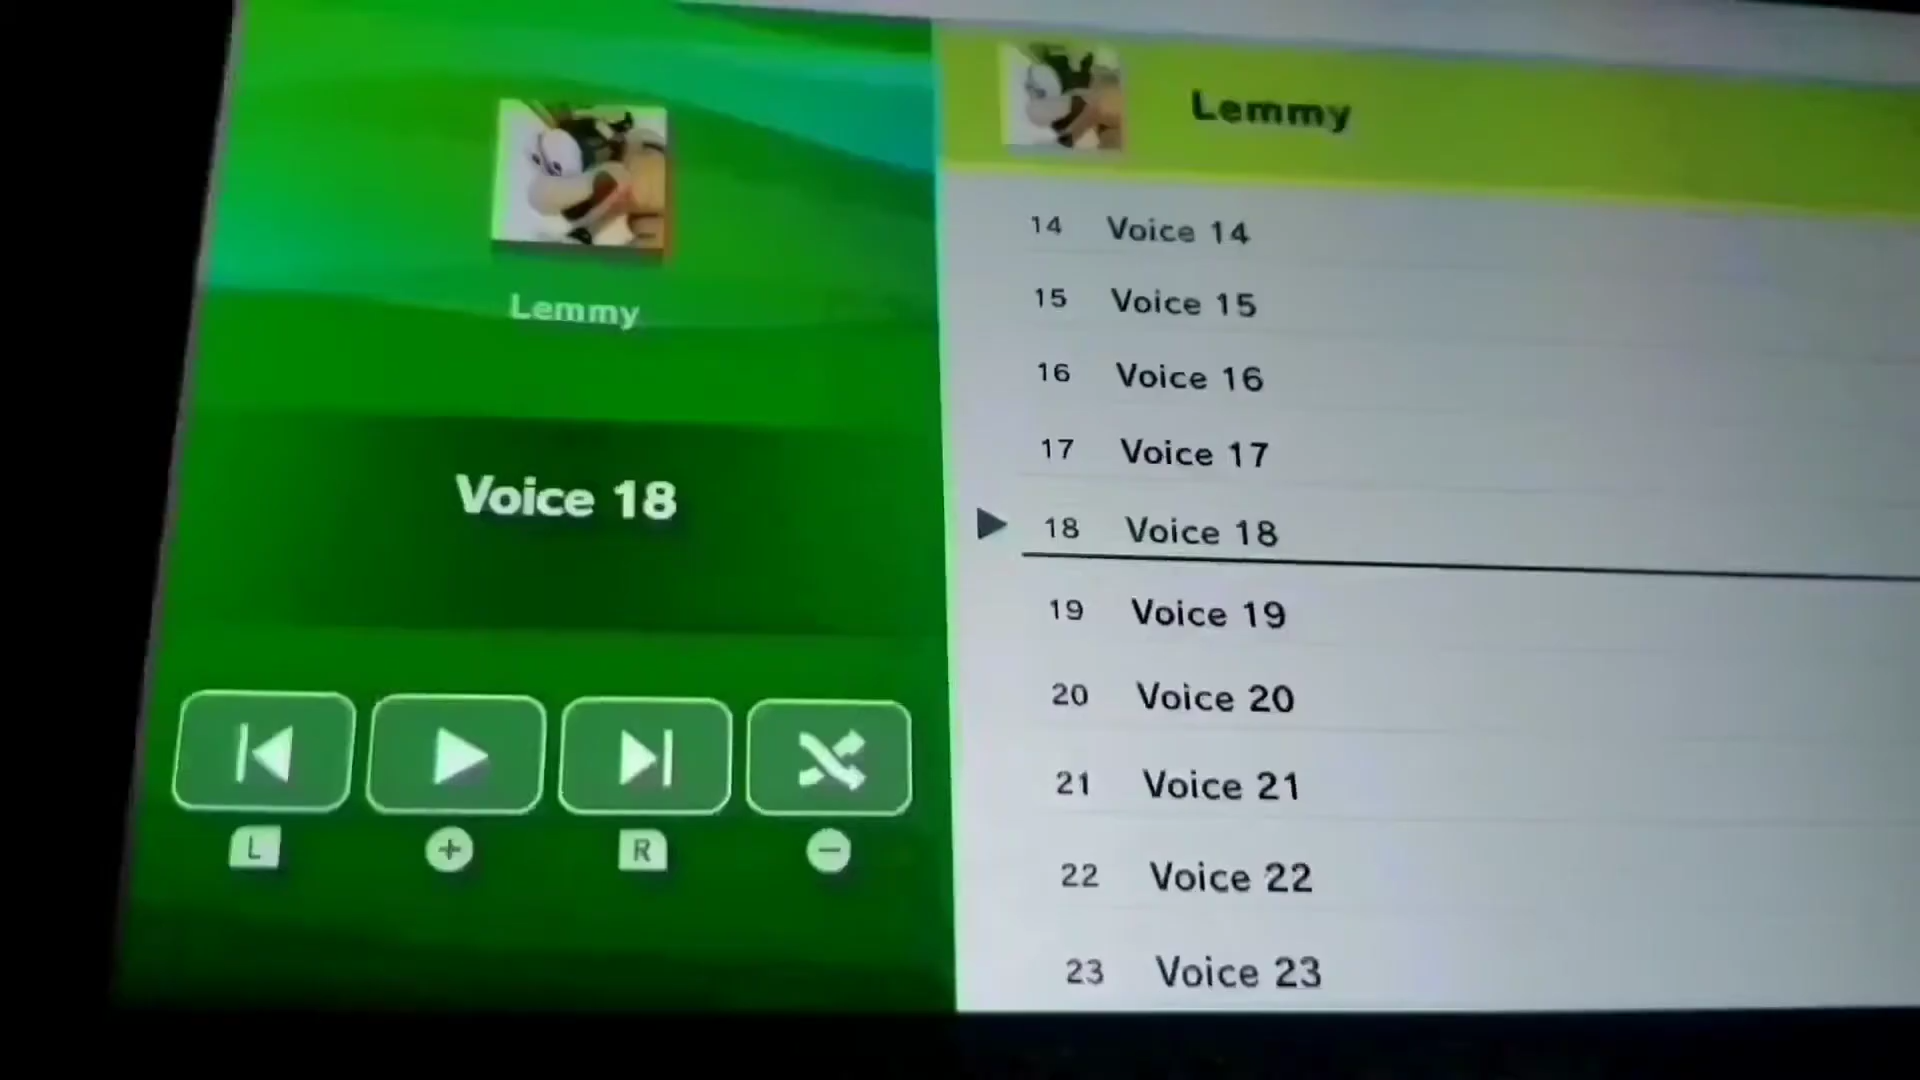 Lemmy
Voice 18
L
+
R
−
Lemmy
14 Voice 14
15 Voice 15
16 Voice 16
17 Voice 17
18 Voice 18
19 Voice 19
20 Voice 20
21 Voice 21
22 Voice 22
23 Voice 23